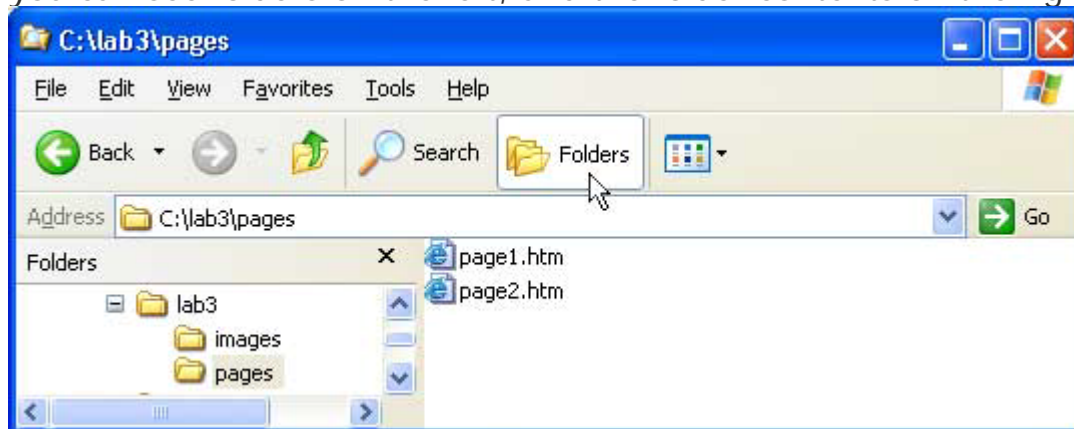 C:\lab3\pages
File Edit View Favorites Tools Help
Back Search Folders
Address C:\lab3\pages Go
Folders
page1.htm
page2.htm
lab3
images
pages